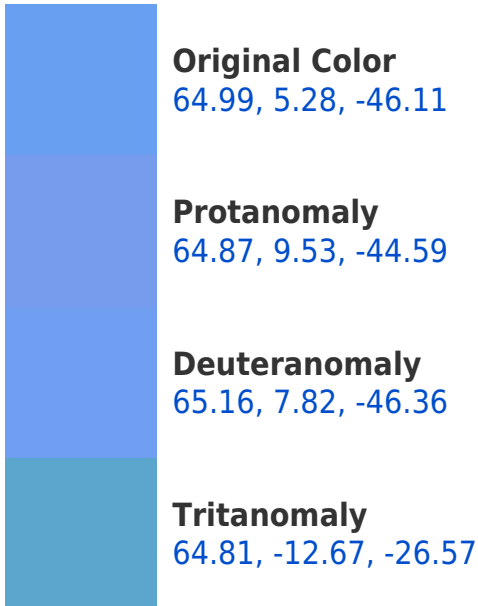 Original Color
64.99, 5.28, -46.11
Protanomaly
64.87, 9.53, -44.59
Deuteranomaly
65.16, 7.82, -46.36
Tritanomaly
64.81, -12.67, -26.57